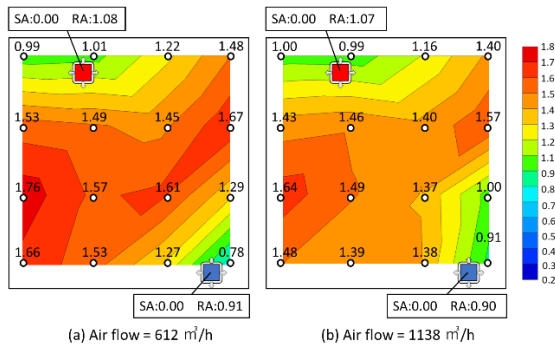 SA:0.00 RA:1.08
SA:0.00 RA:1.07
0.99 1.01 1.22 1.48
1.00 0.99 1.16 1.40
1.53 1.49 1.45 1.67
1.43 1.46 1.40 1.57
1.76 1.57 1.61 1.29
1.64 1.49 1.37 1.00
1.66 1.53 1.27 0.78
1.48 1.39 1.38 0.91
1.8
1.7
1.6
1.5
1.4
1.3
1.2
1.1
1.0
0.9
0.8
0.7
0.6
0.5
0.4
0.3
0.2
SA:0.00 RA:0.91
SA:0.00 RA:0.90
(a) Air flow = 612 ㎥/h
(b) Air flow = 1138 ㎥/h